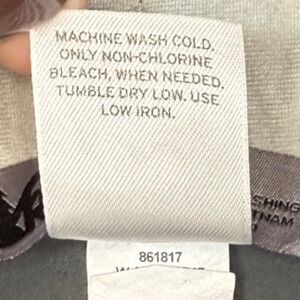 MACHINE WASH COLD.
ONLY NON-CHLORINE
BLEACH, WHEN NEEDED.
TUMBLE DRY LOW. USE
LOW IRON.
861817